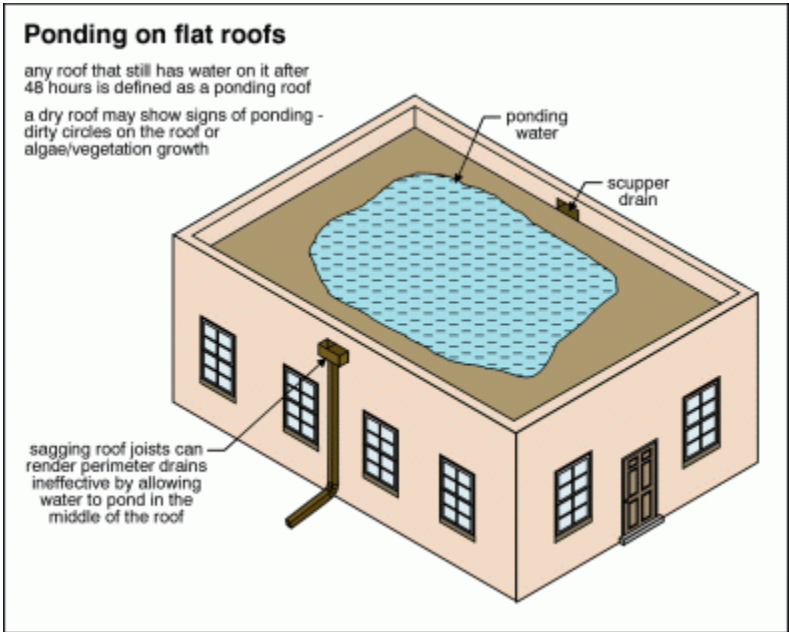 Ponding on flat roofs
any roof that still has water on it after
48 hours is defined as a ponding roof
a dry roof may show signs of ponding -
dirty circles on the roof or
algae/vegetation growth
ponding
water
scupper
drain
sagging roof joists can
render perimeter drains
ineffective by allowing
water to pond in the
middle of the roof